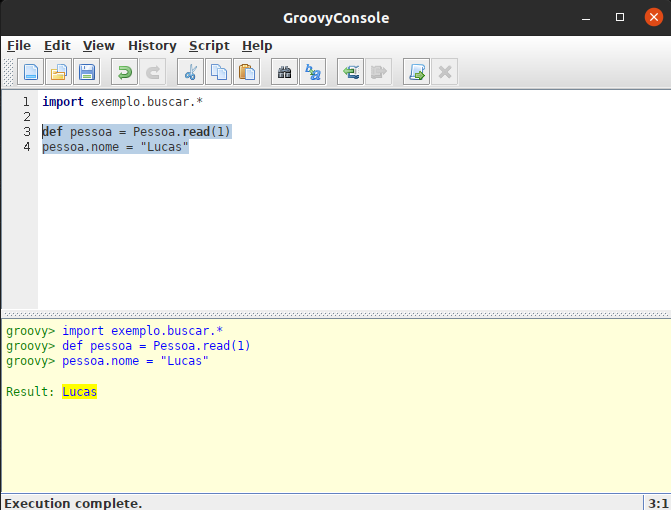 GroovyConsole
File Edit View History Script Help
1 import exemplo.buscar.*
2
3 def pessoa = Pessoa.read(1)
4 pessoa.nome = "Lucas"
groovy> import exemplo.buscar.*
groovy> def pessoa = Pessoa.read(1)
groovy> pessoa.nome = "Lucas"
Result: Lucas
Execution complete. 3:1